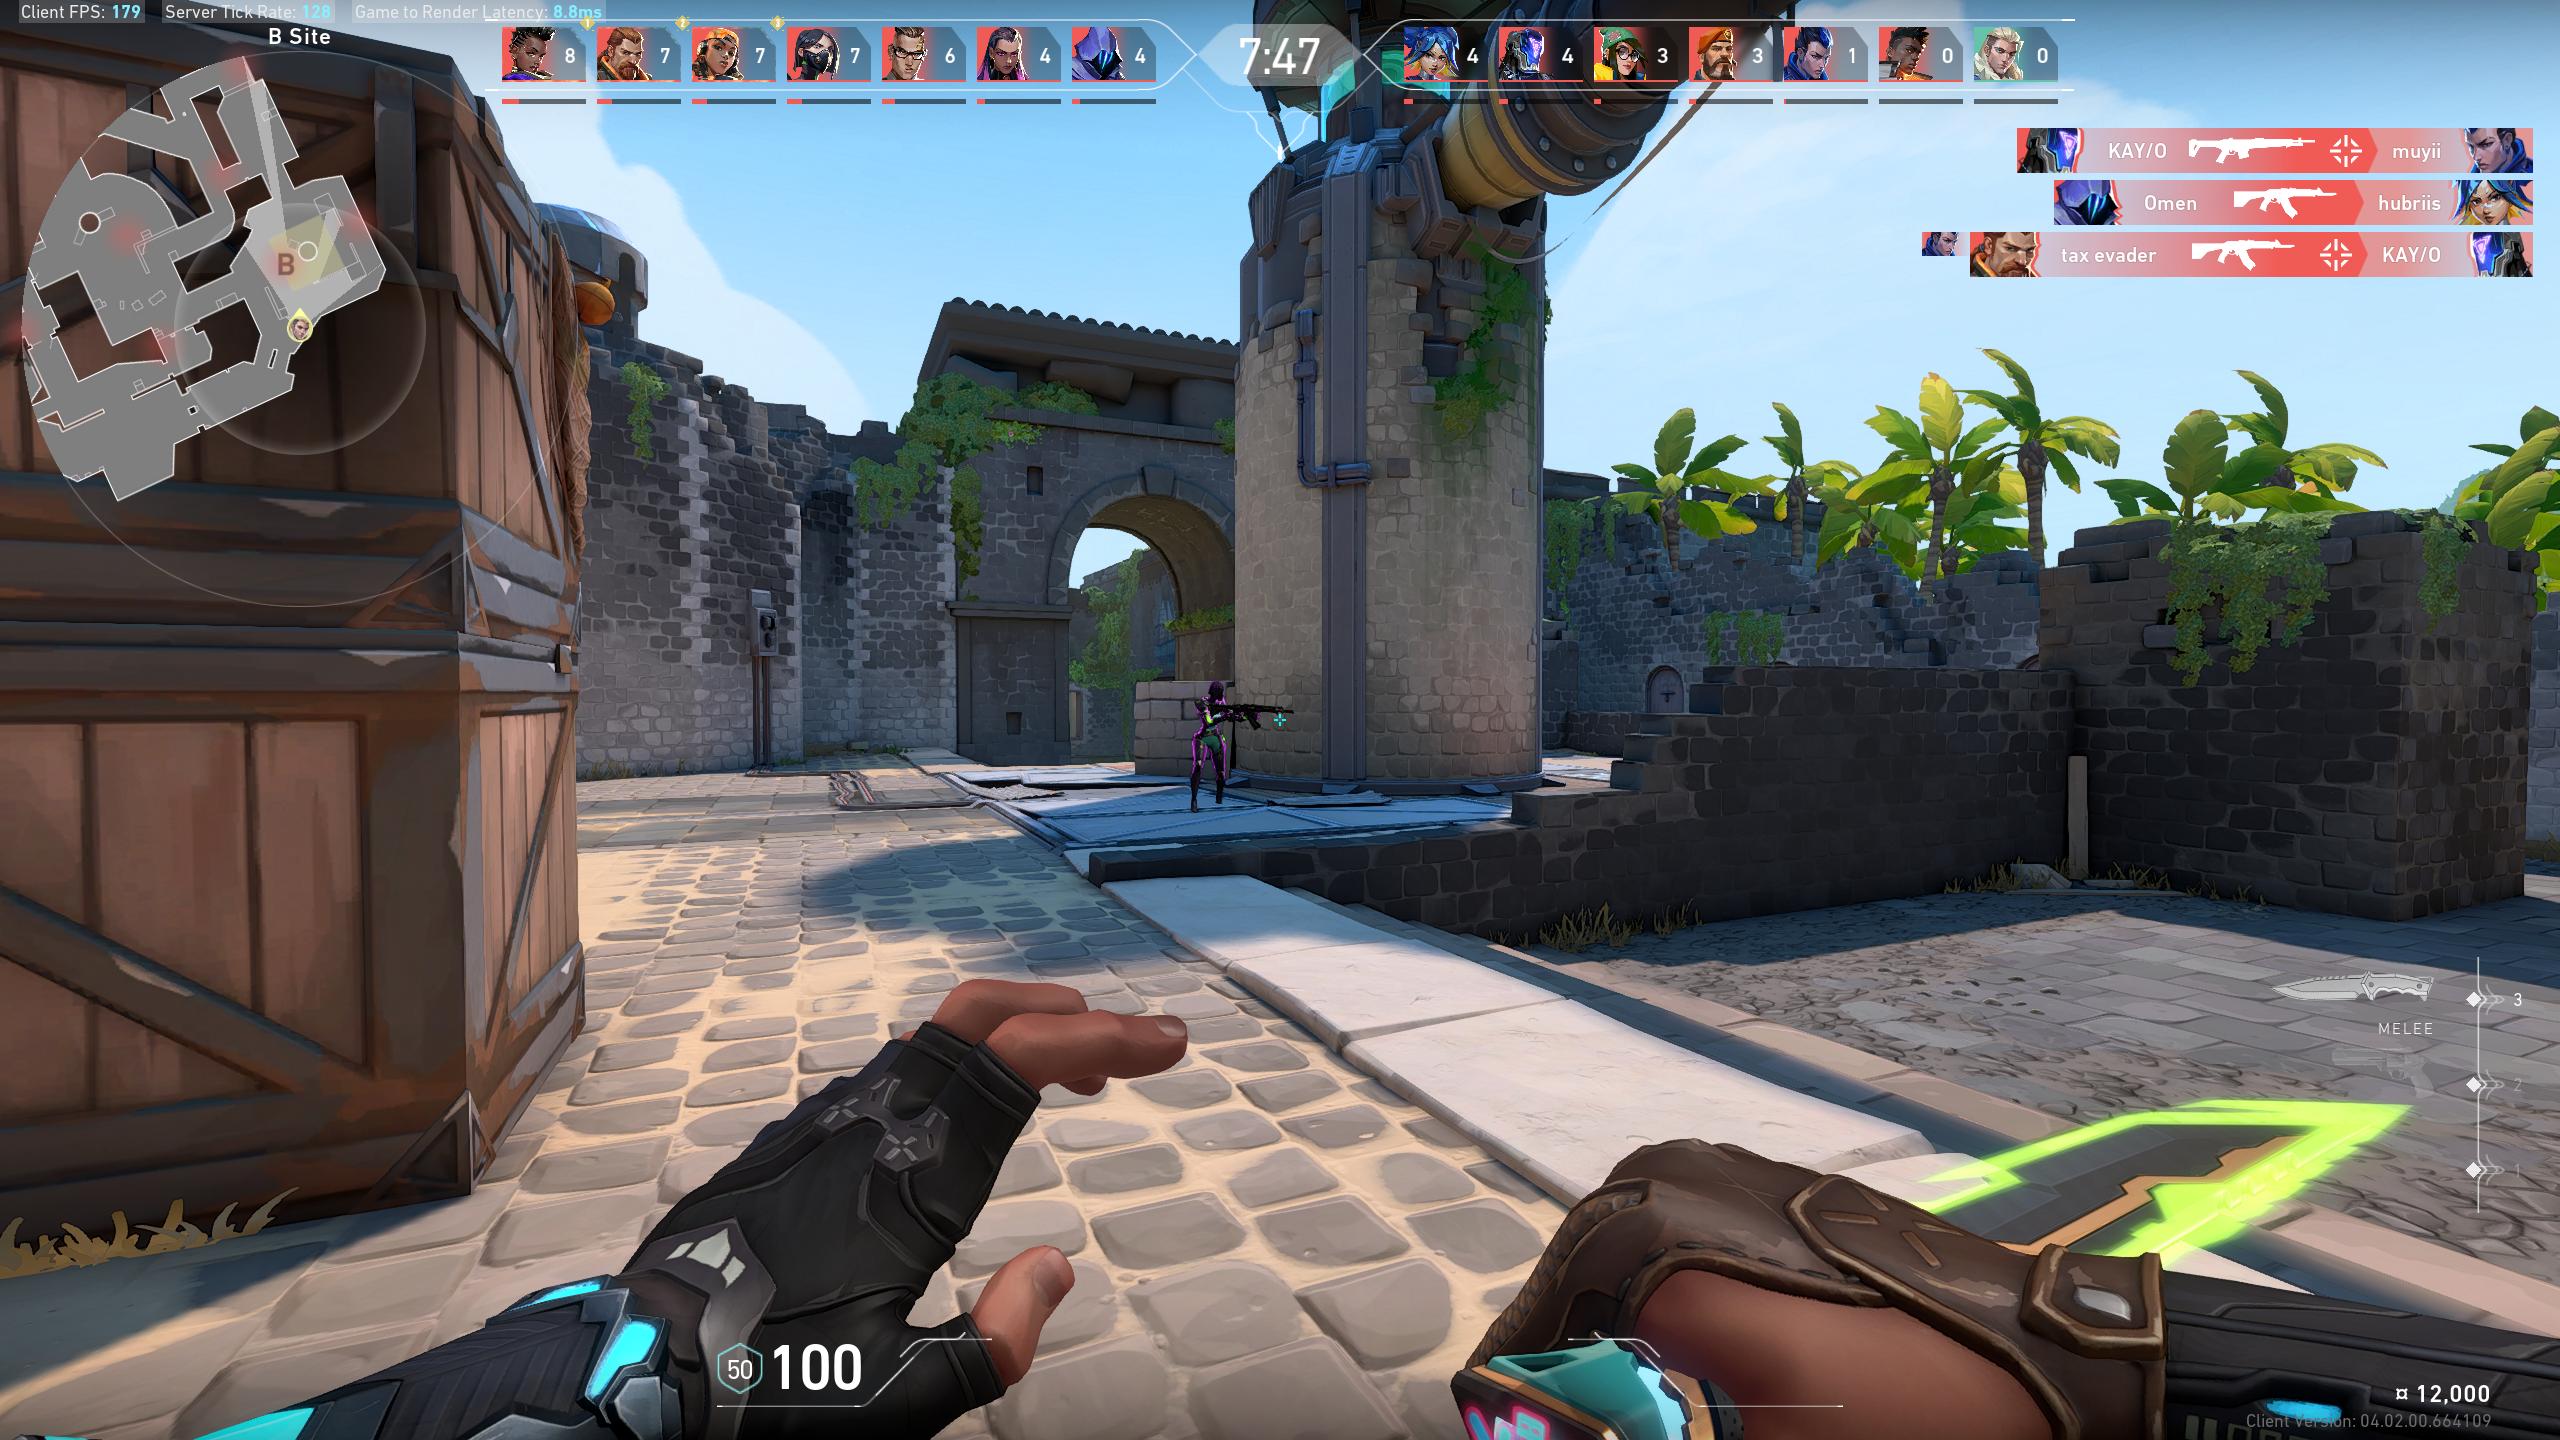 Client FPS: 179 Server Tick Rate: 128 Game to Render Latency: 8.8ms
B Site
8 7 7 7 6 4 4 7:47 4 4 3 3 1 0 0
KAY/O muyii
Omen hubriis
tax evader KAY/O
B
3
MELEE
2
1
50 100
¤ 12,000
Client Version: 04.02.00.664109